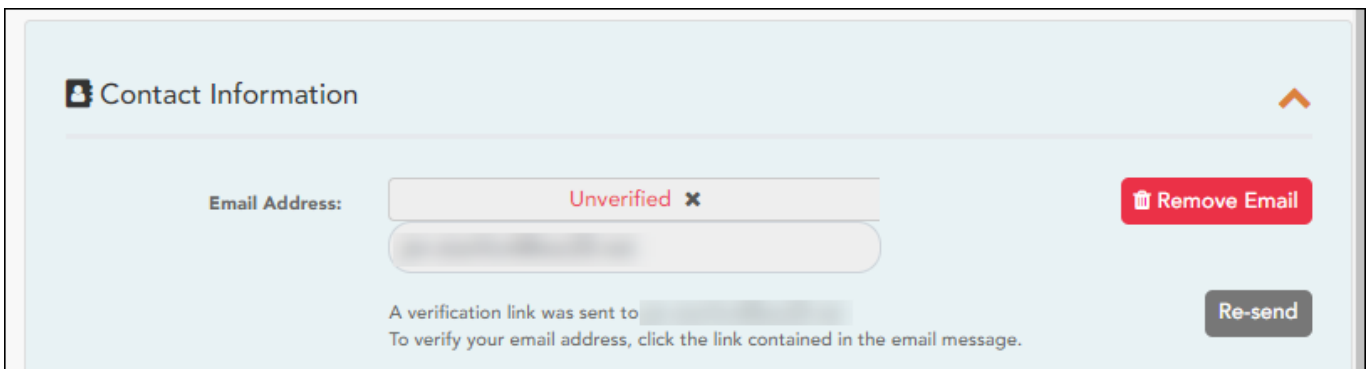 Contact Information
Email Address:
Unverified ✖
Remove Email
A verification link was sent to
Re-send
To verify your email address, click the link contained in the email message.